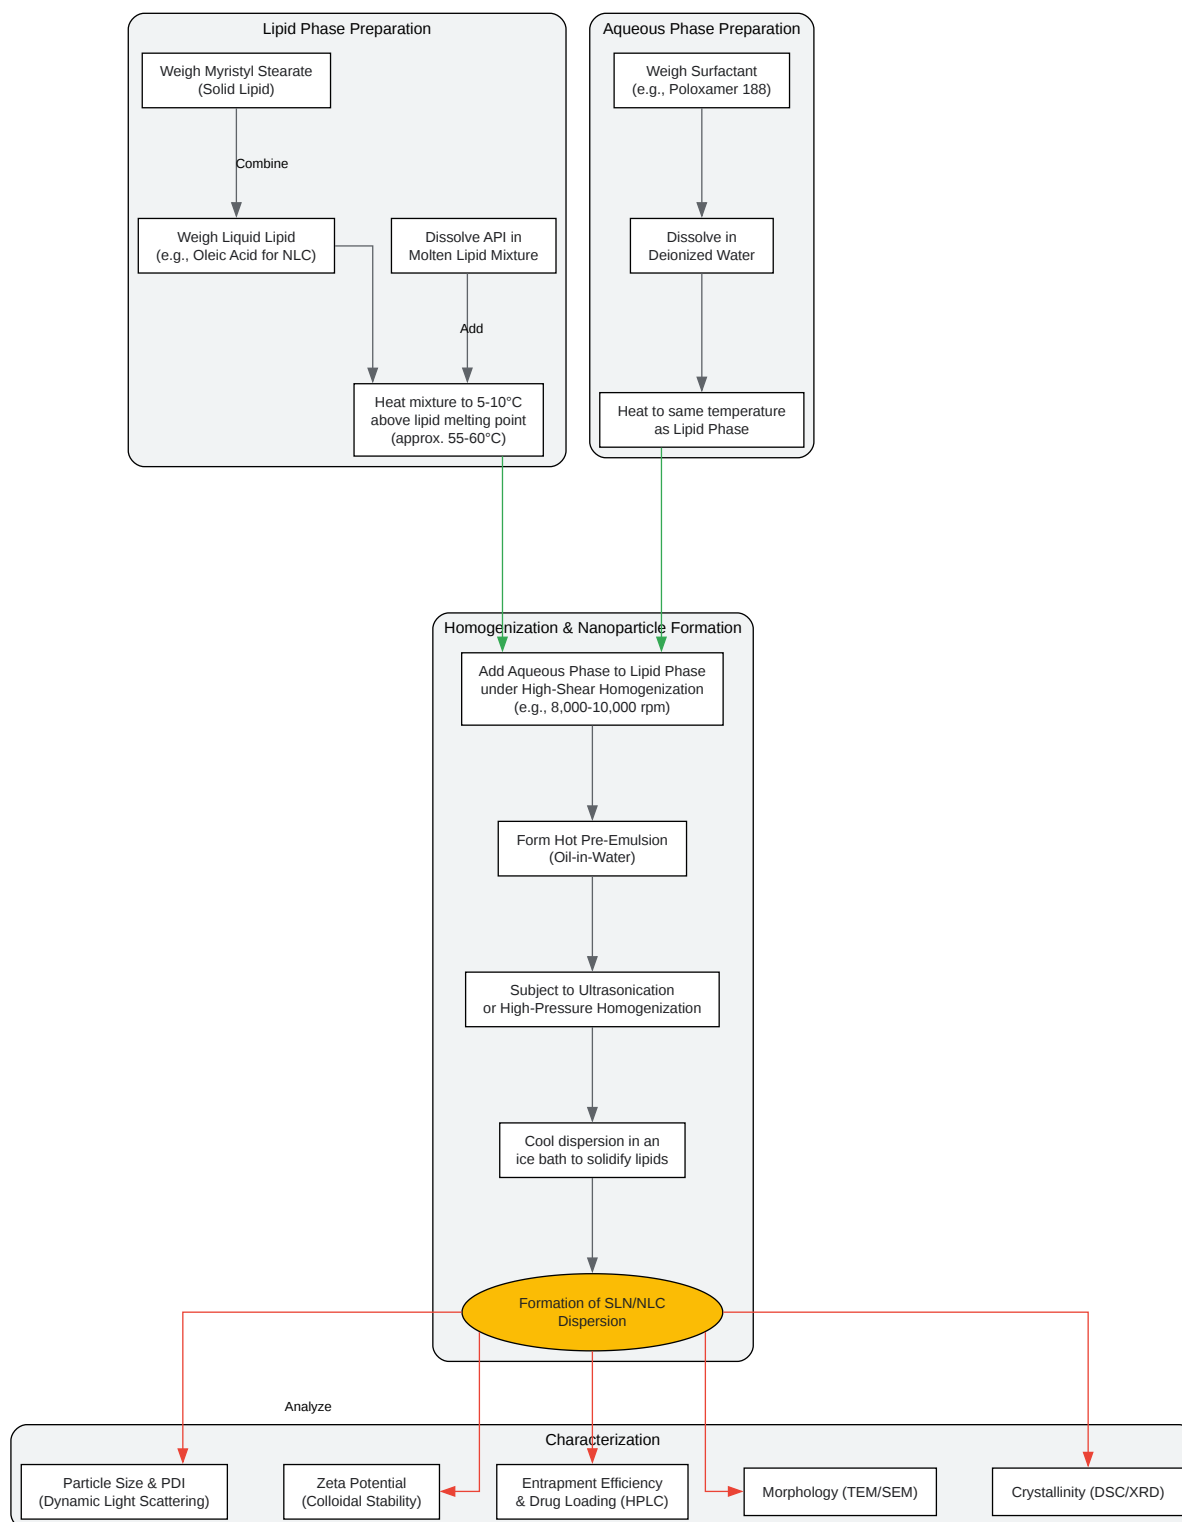 Lipid Phase Preparation
Weigh Myristyl Stearate
(Solid Lipid)
Combine
Weigh Liquid Lipid
(e.g., Oleic Acid for NLC)
Dissolve API in
Molten Lipid Mixture
Add
Heat mixture to 5-10°C
above lipid melting point
(approx. 55-60°C)
Aqueous Phase Preparation
Weigh Surfactant
(e.g., Poloxamer 188)
Dissolve in
Deionized Water
Heat to same temperature
as Lipid Phase
Homogenization & Nanoparticle Formation
Add Aqueous Phase to Lipid Phase
under High-Shear Homogenization
(e.g., 8,000-10,000 rpm)
Form Hot Pre-Emulsion
(Oil-in-Water)
Subject to Ultrasonication
or High-Pressure Homogenization
Cool dispersion in an
ice bath to solidify lipids
Formation of SLN/NLC
Dispersion
Analyze
Characterization
Particle Size & PDI
(Dynamic Light Scattering)
Zeta Potential
(Colloidal Stability)
Entrapment Efficiency
& Drug Loading (HPLC)
Morphology (TEM/SEM)
Crystallinity (DSC/XRD)